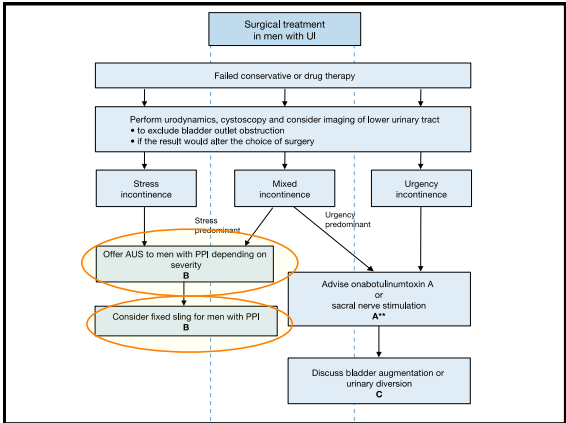 Surgical treatment
in men with UI
Failed conservative or drug therapy
Perform urodynamics, cystoscopy and consider imaging of lower urinary tract
• to exclude bladder outlet obstruction
• if the result would alter the choice of surgery
Stress
incontinence
Mixed
incontinence
Urgency
incontinence
Stress
predominant
Urgency
predominant
Offer AUS to men with PPI depending on
severity
B
Consider fixed sling for men with PPI
B
Advise onabotulinumtoxin A
or
sacral nerve stimulation
A**
Discuss bladder augmentation or
urinary diversion
C